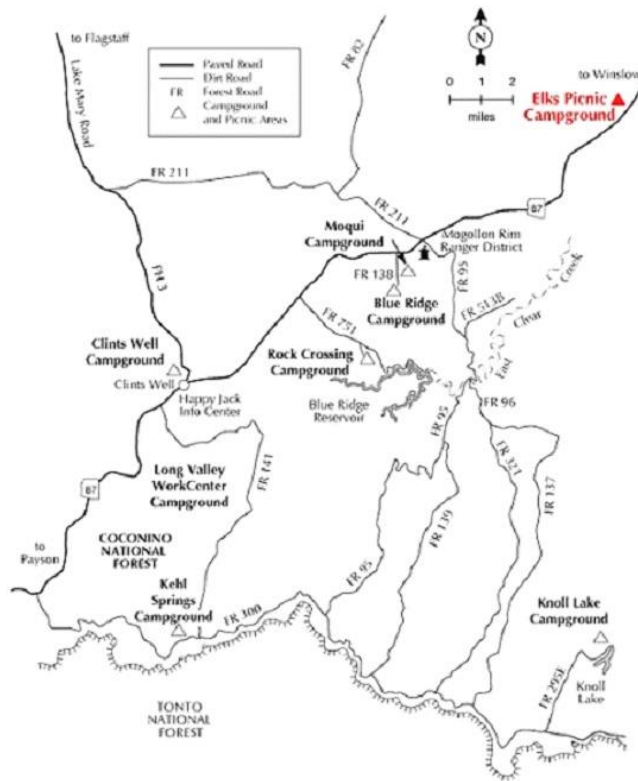 to Flagstaff
Lake Mary Road
Paved Road
Dirt Road
FR Forest Road
Campground
and Picnic Areas
FR 82
N
0 1 2
miles
to Winslow
Elks Picnic
Campground
FR 211
87
FR 211
Moqui
Campground
Mogollon Rim
Ranger District
FR 138
FR 95
Blue Ridge
Campground
FR 513B
Clear
Creek
East
FH 3
FR 751
Clints Well
Campground
Rock Crossing
Campground
Clints Well
Blue Ridge
Reservoir
Happy Jack
Info Center
FR 95
FR 96
FR 141
Long Valley
WorkCenter
Campground
FR 321
FR 137
87
FR 139
to
Payson
COCONINO
NATIONAL
FOREST
FR 95
Kehl
Springs
Campground
FR 300
Knoll Lake
Campground
FR 295E
Knoll
Lake
TONTO
NATIONAL
FOREST